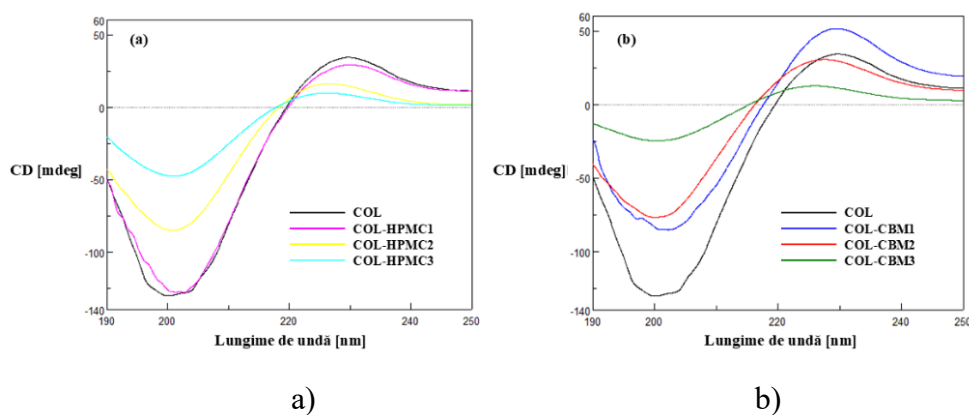 (a)
60
50
0
-50
-100
-140
CD [mdeg]
COL
COL-HPMC1
COL-HPMC2
COL-HPMC3
190 200 220 240 250
Lungime de undă [nm]
a)
(b)
60
50
0
-50
-100
-140
CD [mdeg]
COL
COL-CBM1
COL-CBM2
COL-CBM3
190 200 220 240 250
Lungime de undă [nm]
b)